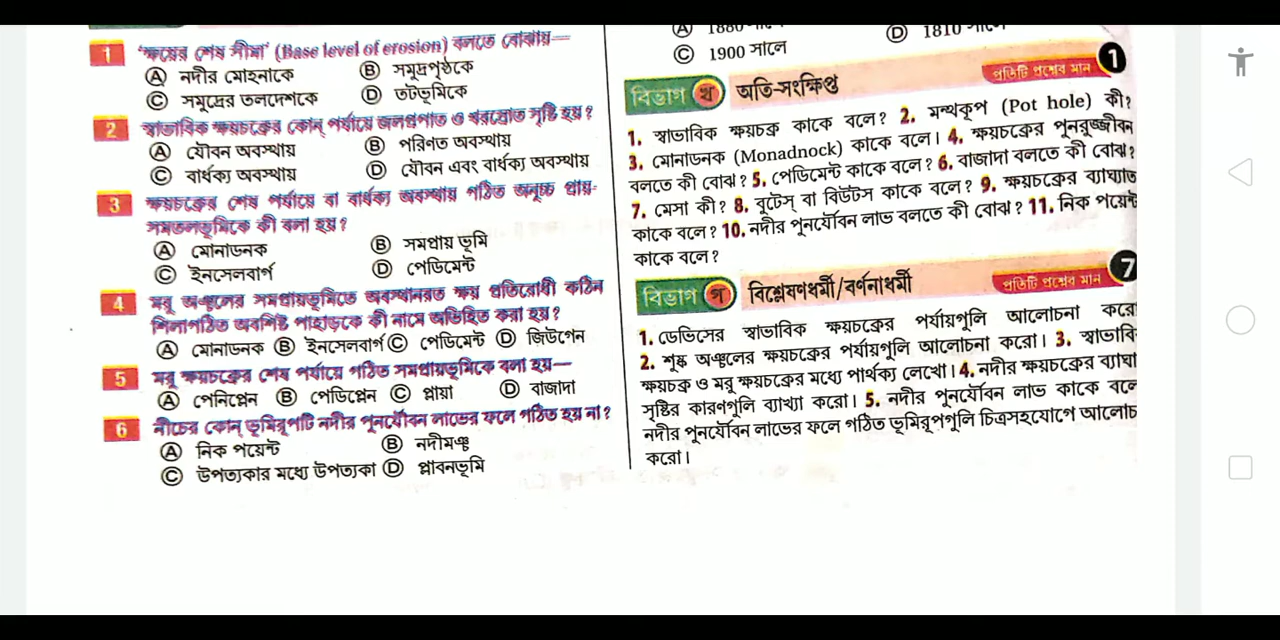 1 ‘ক্ষয়ের শেষ সীমা’ (Base level of erosion) বলতে বোঝায়—
Ⓐ নদীর মোহনাকে Ⓑ সমুদ্রপৃষ্ঠকে
Ⓒ সমুদ্রের তলদেশকে Ⓓ তটভূমিকে
2 স্বাভাবিক ক্ষয়চক্রের কোন্ পর্যায়ে জলপ্রপাত ও খরস্রোত সৃষ্টি হয়?
Ⓐ যৌবন অবস্থায় Ⓑ পরিণত অবস্থায়
Ⓒ বার্ধক্য অবস্থায় Ⓓ যৌবন এবং বার্ধক্য অবস্থায়
3 ক্ষয়চক্রের শেষ পর্যায়ে বা বার্ধক্য অবস্থায় গঠিত অনুচ্চ প্রায়-
সমতলভূমিকে কী বলা হয়?
Ⓐ মোনাডনক Ⓑ সমপ্রায় ভূমি
Ⓒ ইনসেলবার্গ Ⓓ পেডিমেন্ট
4 মরু অঞ্চলের সমপ্রায়ভূমিতে অবস্থানরত ক্ষয় প্রতিরোধী কঠিন
শিলাগঠিত অবশিষ্ট পাহাড়কে কী নামে অভিহিত করা হয়?
Ⓐ মোনাডনক Ⓑ ইনসেলবার্গ Ⓒ পেডিমেন্ট Ⓓ জিউগেন
5 মরু ক্ষয়চক্রের শেষ পর্যায়ে গঠিত সমপ্রায়ভূমিকে বলা হয়—
Ⓐ পেনিপ্লেন Ⓑ পেডিপ্লেন Ⓒ প্লায়া Ⓓ বাজাদা
6 নীচের কোন্ ভূমিরূপটি নদীর পুনর্যৌবন লাভের ফলে গঠিত হয় না?
Ⓐ নিক পয়েন্ট Ⓑ নদীমঞ্চ
Ⓒ উপত্যকার মধ্যে উপত্যকা Ⓓ প্লাবনভূমি
Ⓐ 1880 সালে Ⓓ 1810 সালে
Ⓒ 1900 সালে
বিভাগ খ অতি-সংক্ষিপ্ত প্রতিটি প্রশ্নের মান 1
1. স্বাভাবিক ক্ষয়চক্র কাকে বলে? 2. মন্থকূপ (Pot hole) কী?
3. মোনাডনক (Monadnock) কাকে বলে। 4. ক্ষয়চক্রের পুনরুজ্জীবন
বলতে কী বোঝ? 5. পেডিমেন্ট কাকে বলে? 6. বাজাদা বলতে কী বোঝ?
7. মেসা কী? 8. বুটেস্ বা বিউটস কাকে বলে? 9. ক্ষয়চক্রের ব্যাঘাত
কাকে বলে? 10. নদীর পুনর্যৌবন লাভ বলতে কী বোঝ? 11. নিক পয়েন্ট
কাকে বলে?
বিভাগ গ বিশ্লেষণধর্মী/বর্ণনাধর্মী প্রতিটি প্রশ্নের মান 7
1. ডেভিসের স্বাভাবিক ক্ষয়চক্রের পর্যায়গুলি আলোচনা করো
2. শুষ্ক অঞ্চলের ক্ষয়চক্রের পর্যায়গুলি আলোচনা করো। 3. স্বাভাবি
ক্ষয়চক্র ও মরু ক্ষয়চক্রের মধ্যে পার্থক্য লেখো। 4. নদীর ক্ষয়চক্রের ব্যাঘা
সৃষ্টির কারণগুলি ব্যাখ্যা করো। 5. নদীর পুনর্যৌবন লাভ কাকে বলে
নদীর পুনর্যৌবন লাভের ফলে গঠিত ভূমিরূপগুলি চিত্রসহযোগে আলোচ
করো।